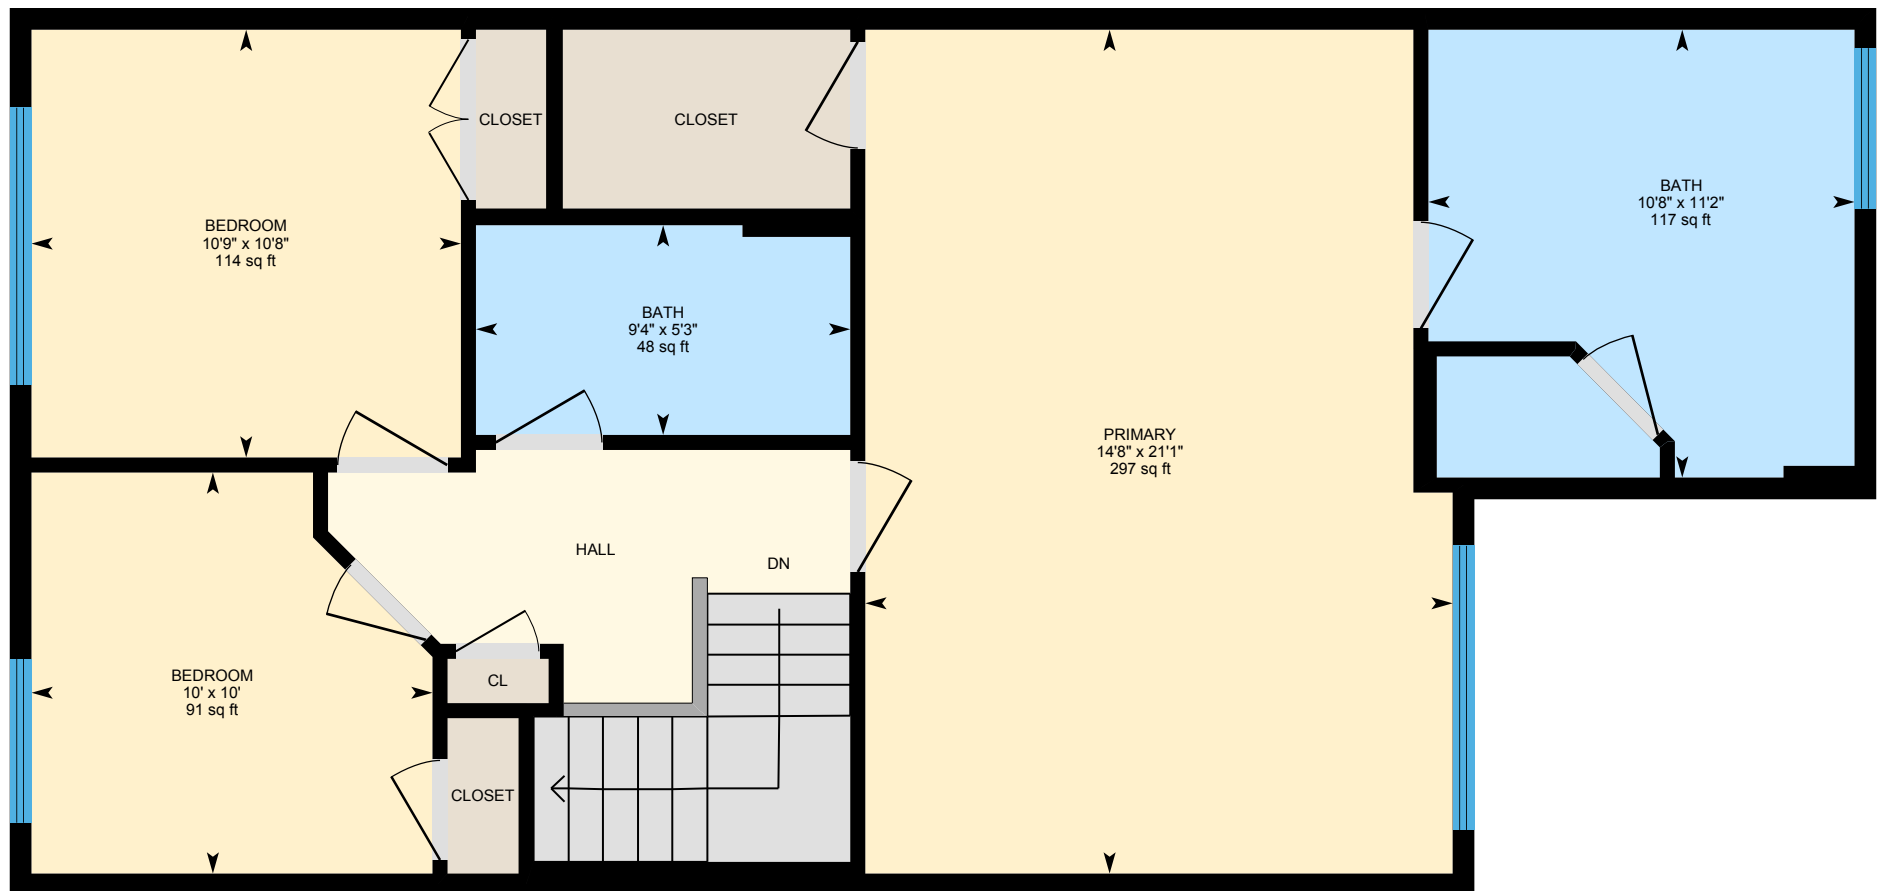 CLOSET
CLOSET
BEDROOM
10'9" x 10'8"
114 sq ft
BATH
10'8" x 11'2"
117 sq ft
BATH
9'4" x 5'3"
48 sq ft
PRIMARY
14'8" x 21'1"
297 sq ft
HALL
DN
BEDROOM
10' x 10'
91 sq ft
CL
CLOSET